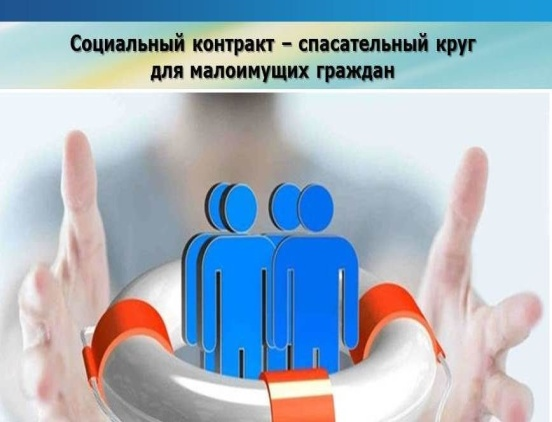 Социальный контракт – спасательный круг
для малоимущих граждан